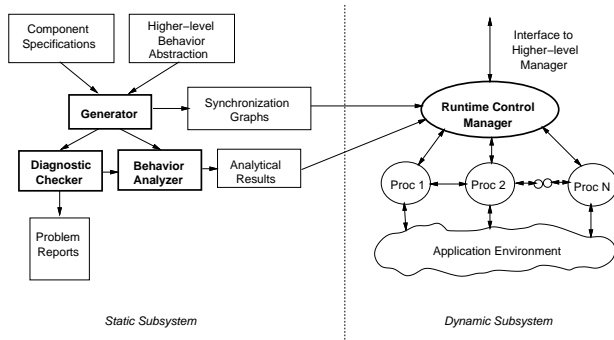 Component
Specifications
Higher–level
Behavior
Abstraction
Interface to
Higher–level
Manager
Generator
Synchronization
Graphs
Runtime Control
Manager
Diagnostic
Checker
Behavior
Analyzer
Analytical
Results
Proc 1
Proc 2
Proc N
Problem
Reports
Application Environment
Static Subsystem
Dynamic Subsystem